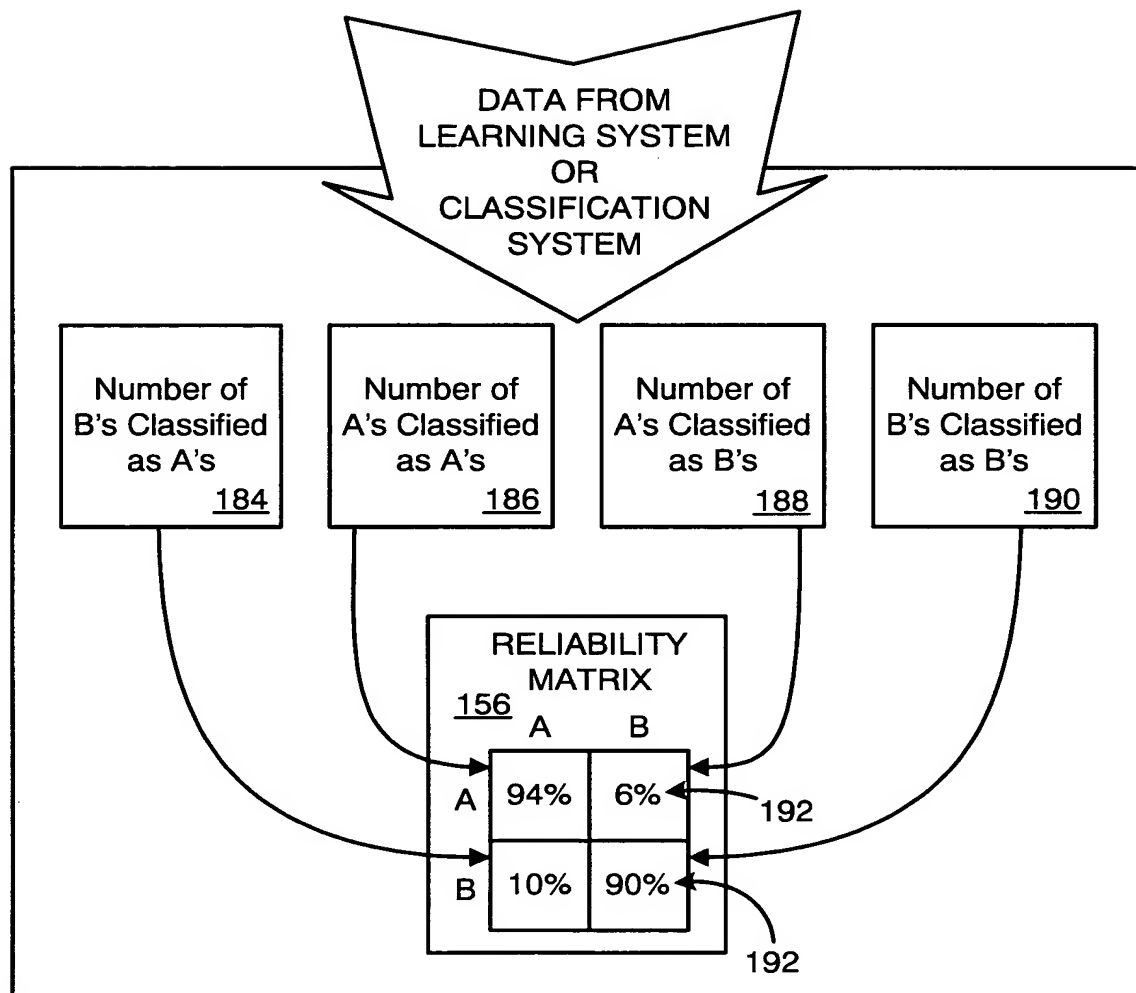 DATA FROM
LEARNING SYSTEM
OR
CLASSIFICATION
SYSTEM
Number of
B's Classified
as A's
184
Number of
A's Classified
as A's
186
Number of
A's Classified
as B's
188
Number of
B's Classified
as B's
190
RELIABILITY
MATRIX
156
A B
A 94% 6%
192
B 10% 90%
192